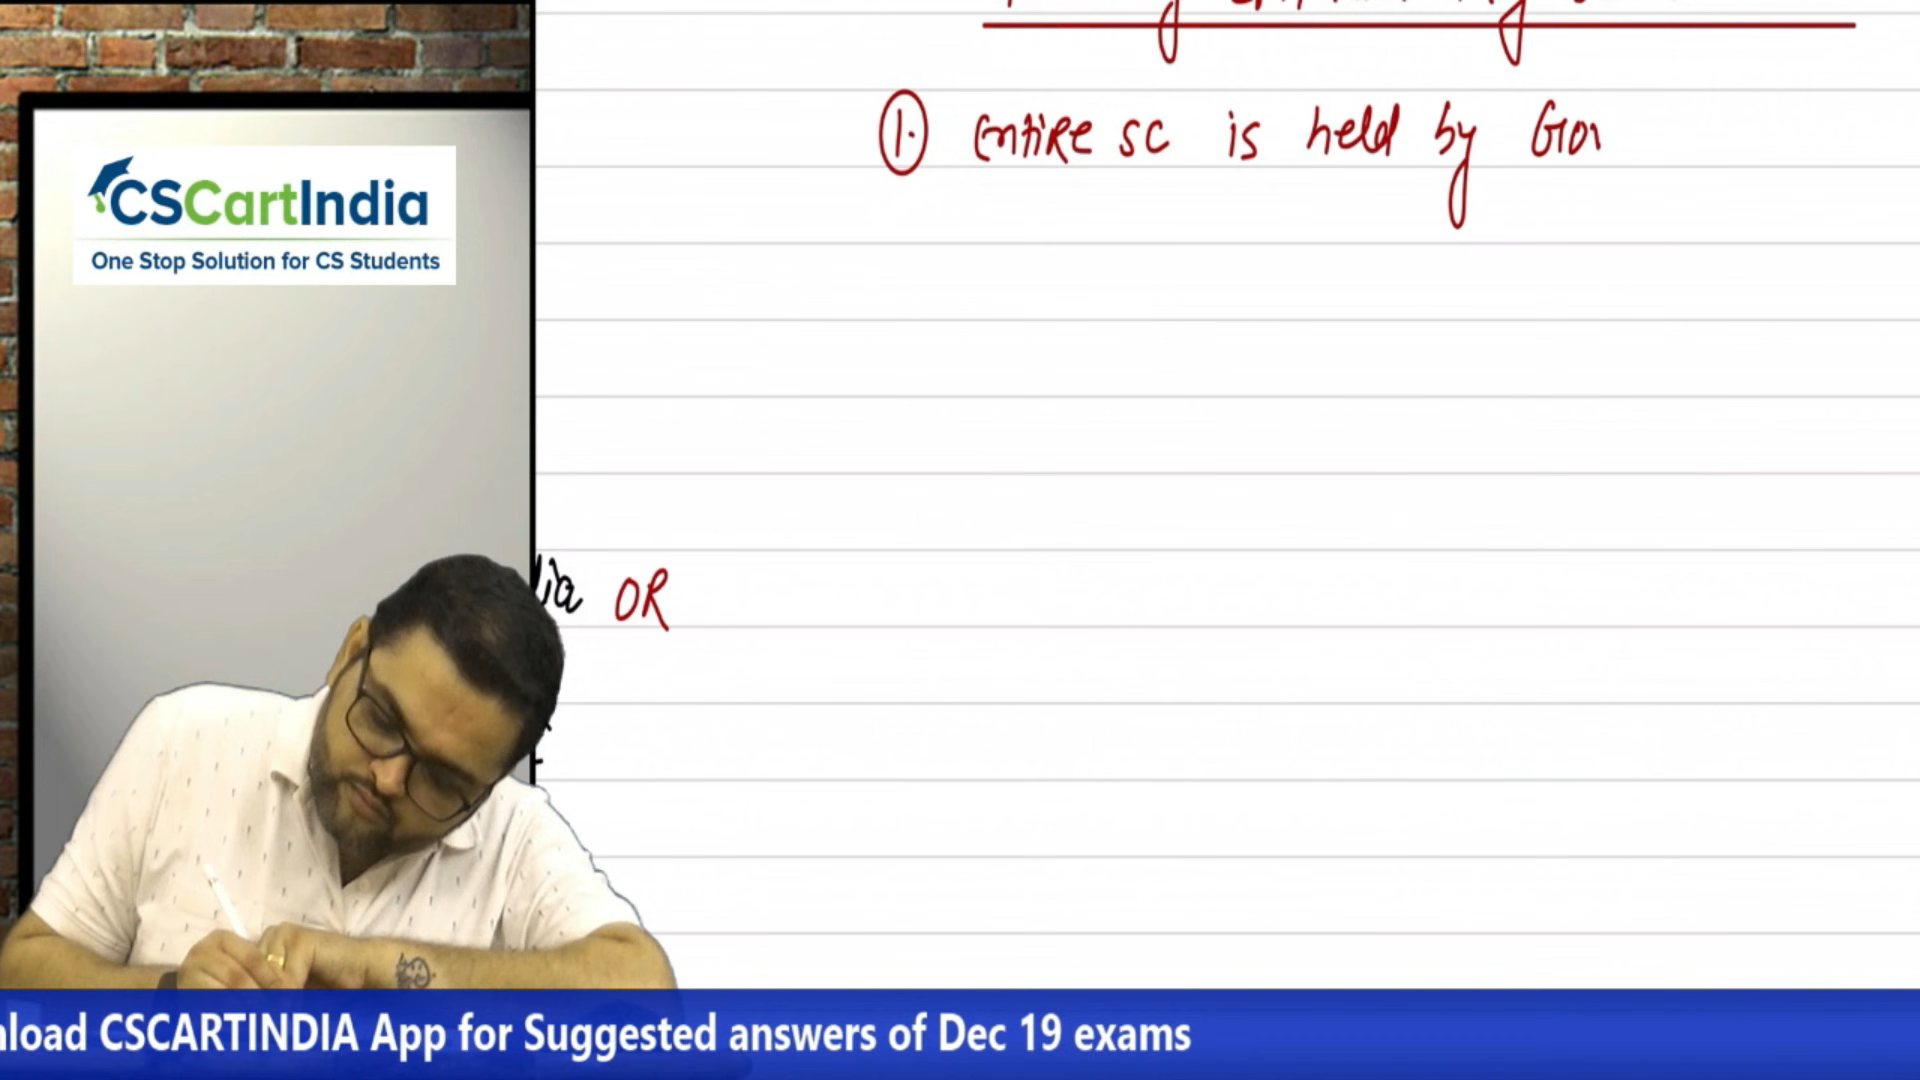 ① Entire SC is held by Gov
CSCartIndia
One Stop Solution for CS Students
OR
CSCARTINDIA App for Suggested answers of Dec 19 exams